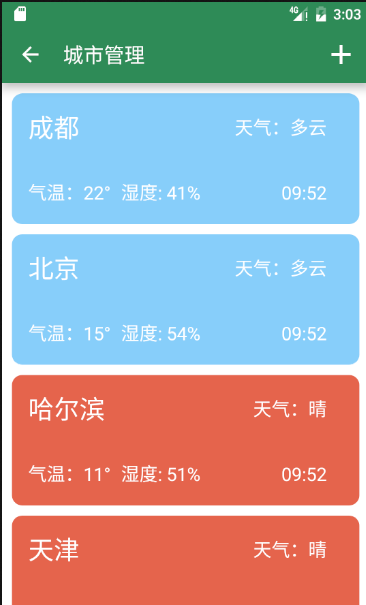 4G 3:03
城市管理
成都 天气：多云
气温：22° 湿度: 41% 09:52
北京 天气：多云
气温：15° 湿度: 54% 09:52
哈尔滨 天气：晴
气温：11° 湿度: 51% 09:52
天津 天气：晴